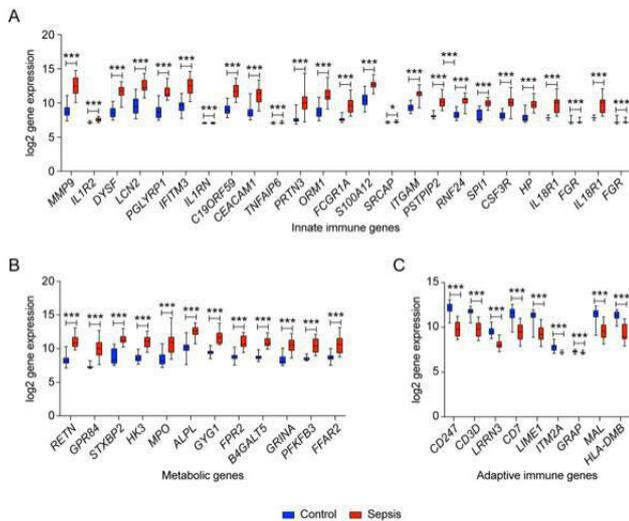 A
log2 gene expression
20
15
10
5
0
*** *** *** *** *** *** *** *** *** *** *** *** *** *** * *** *** *** *** *** *** *** *** *** *** ***
MMP9 IL1R2 DYSF LCN2 PGLYRP1 IFITM3 IL1RN C19ORF59 CEACAM1 TNFAIP6 PRTN3 ORM1 FCGR1A S100A12 SRCAP ITGAM PSTPIP2 RNF24 SPI1 CSF3R HP IL18R1 FGR IL18R1 FGR
Innate immune genes
B
log2 gene expression
20
15
10
5
0
*** *** *** *** *** *** *** *** *** *** *** ***
RETN GPR84 STXBP2 HK3 MPO ALPL GYG1 FPR2 B4GALT5 GRINA PFKFB3 FFAR2
Metabolic genes
C
log2 gene expression
15
10
5
0
*** *** *** *** *** *** *** *** ***
CD247 CD3D LRRN3 CD7 LIME1 ITM2A GRAP MAL HLA-DMB
Adaptive immune genes
Control Sepsis